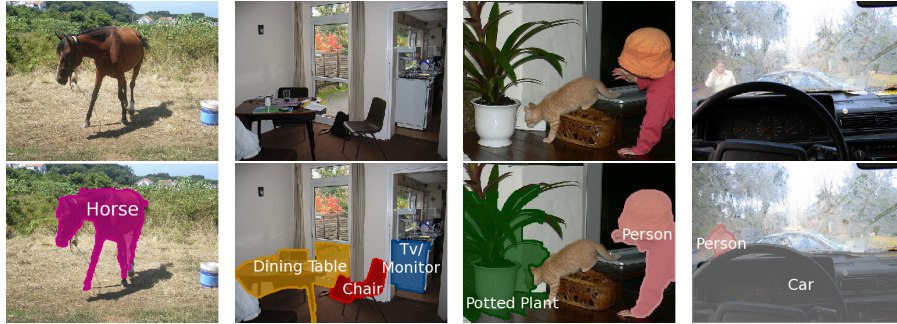 Horse
Dining Table
Chair
Tv/
Monitor
Potted Plant
Person
Person
Car